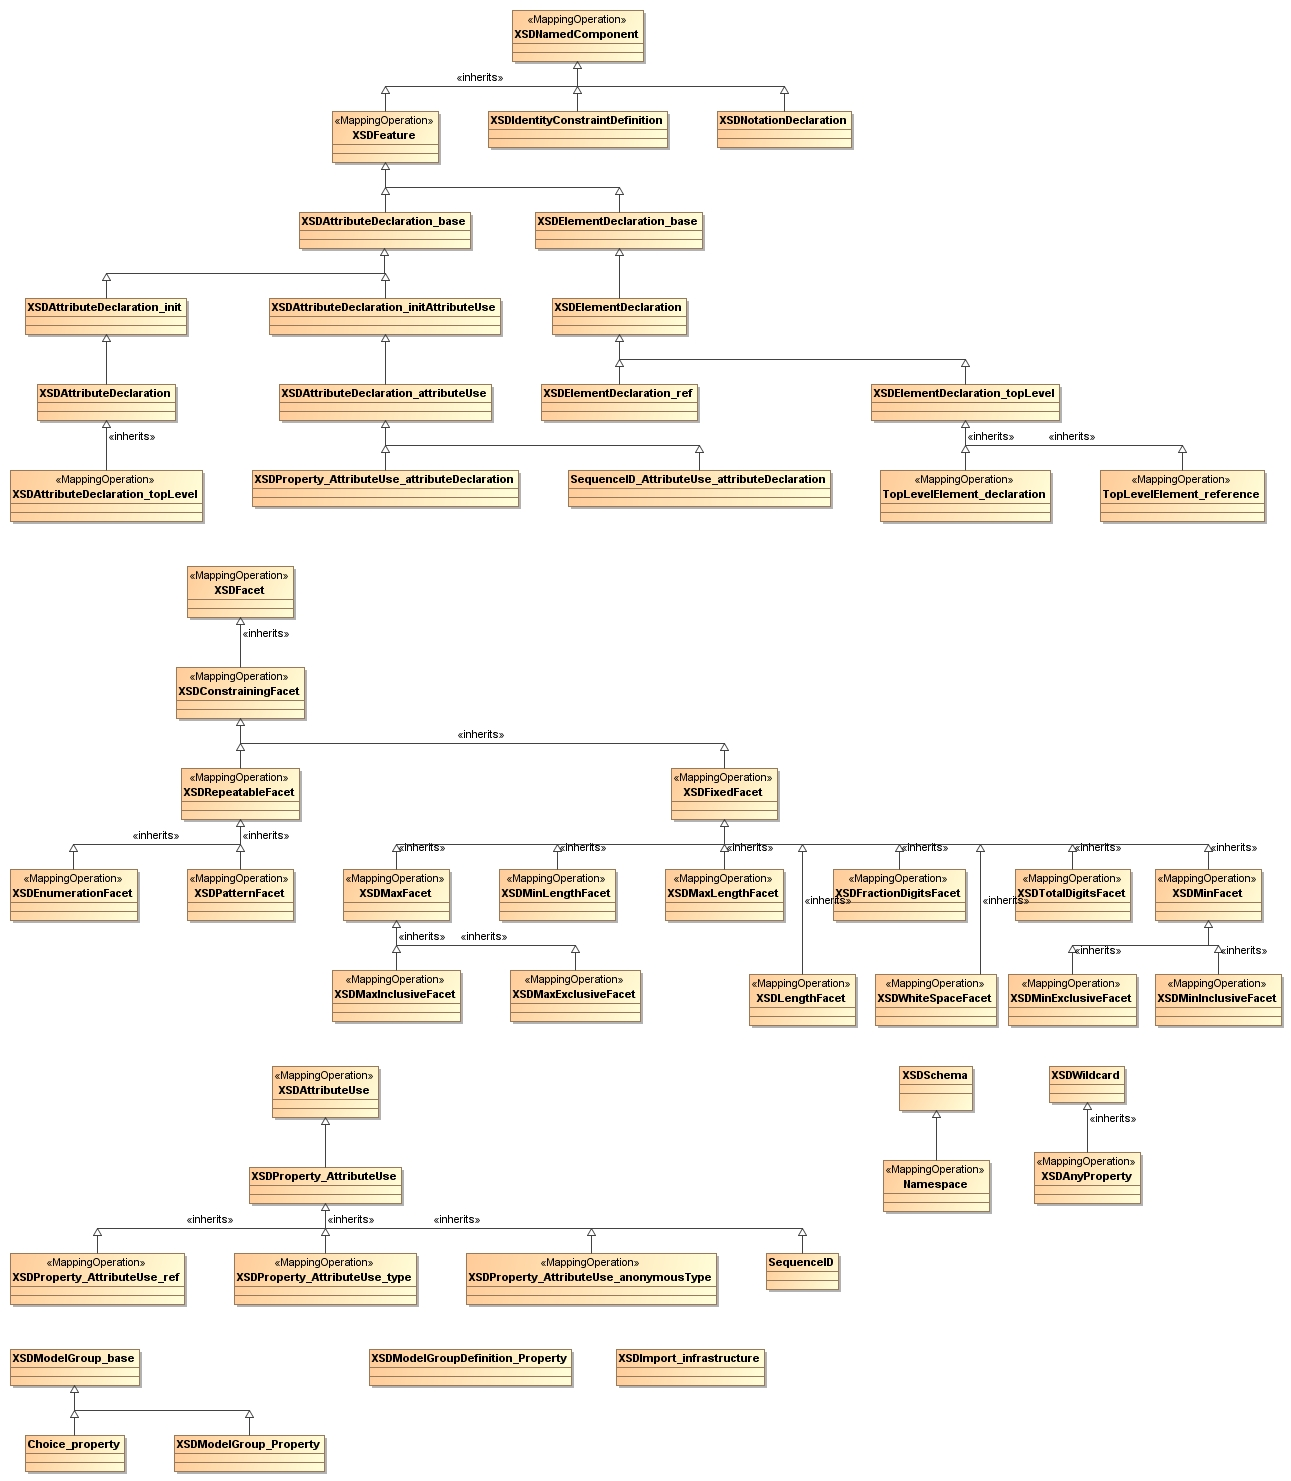 «MappingOperation»
XSDNamedComponent
«inherits»
«MappingOperation»
XSDFeature
XSDIdentityConstraintDefinition
XSDNotationDeclaration
XSDAttributeDeclaration_base
XSDElementDeclaration_base
XSDAttributeDeclaration_init
XSDAttributeDeclaration_initAttributeUse
XSDElementDeclaration
XSDAttributeDeclaration
XSDAttributeDeclaration_attributeUse
XSDElementDeclaration_ref
XSDElementDeclaration_topLevel
«inherits»
«inherits»
«inherits»
«MappingOperation»
XSDAttributeDeclaration_topLevel
XSDProperty_AttributeUse_attributeDeclaration
SequenceID_AttributeUse_attributeDeclaration
«MappingOperation»
TopLevelElement_declaration
«MappingOperation»
TopLevelElement_reference
«MappingOperation»
XSDFacet
«inherits»
«MappingOperation»
XSDConstrainingFacet
«inherits»
«MappingOperation»
XSDRepeatableFacet
«MappingOperation»
XSDFixedFacet
«inherits»
«inherits»
«inherits»
«inherits»
«inherits»
«inherits»
«inherits»
«inherits»
«MappingOperation»
XSDEnumerationFacet
«MappingOperation»
XSDPatternFacet
«MappingOperation»
XSDMaxFacet
«MappingOperation»
XSDMinLengthFacet
«MappingOperation»
XSDMaxLengthFacet
«MappingOperation»
XSDFractionDigitsFacet
«MappingOperation»
XSDTotalDigitsFacet
«MappingOperation»
XSDMinFacet
«inherits»
«inherits»
«inherits»
«inherits»
«inherits»
«inherits»
«MappingOperation»
XSDMaxInclusiveFacet
«MappingOperation»
XSDMaxExclusiveFacet
«MappingOperation»
XSDLengthFacet
«MappingOperation»
XSDWhiteSpaceFacet
«MappingOperation»
XSDMinExclusiveFacet
«MappingOperation»
XSDMinInclusiveFacet
«MappingOperation»
XSDAttributeUse
XSDSchema
XSDWildcard
«inherits»
XSDProperty_AttributeUse
«MappingOperation»
Namespace
«MappingOperation»
XSDAnyProperty
«inherits»
«inherits»
«inherits»
«MappingOperation»
XSDProperty_AttributeUse_ref
«MappingOperation»
XSDProperty_AttributeUse_type
«MappingOperation»
XSDProperty_AttributeUse_anonymousType
SequenceID
XSDModelGroup_base
XSDModelGroupDefinition_Property
XSDImport_infrastructure
Choice_property
XSDModelGroup_Property